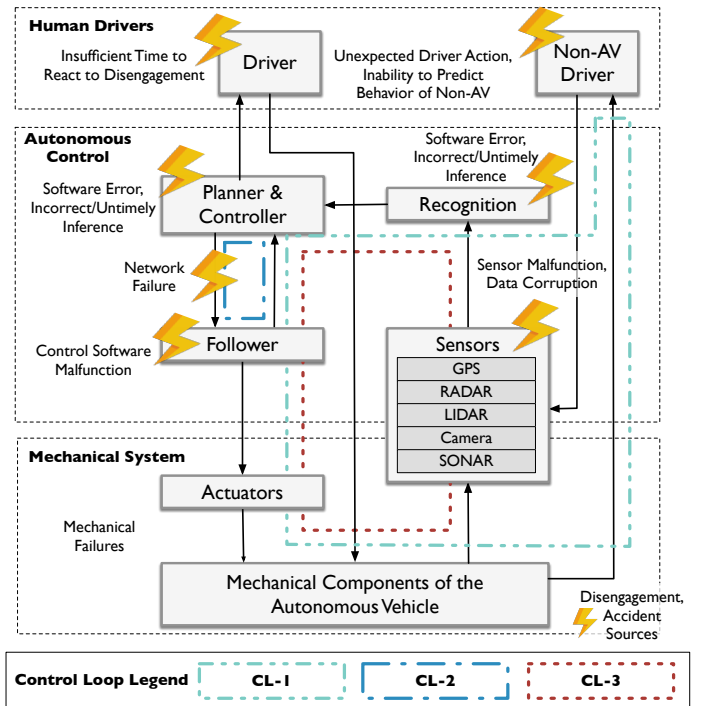 Human Drivers
Insufficient Time to
React to Disengagement
Driver
Unexpected Driver Action,
Inability to Predict
Behavior of Non-AV
Non-AV
Driver
Autonomous
Control
Software Error,
Incorrect/Untimely
Inference
Planner &
Controller
Software Error,
Incorrect/Untimely
Inference
Recognition
Network
Failure
Sensor Malfunction,
Data Corruption
Control Software
Malfunction
Follower
Sensors
GPS
RADAR
LIDAR
Camera
SONAR
Mechanical System
Actuators
Mechanical
Failures
Mechanical Components of the
Autonomous Vehicle
Disengagement,
Accident
Sources
Control Loop Legend
CL-1
CL-2
CL-3